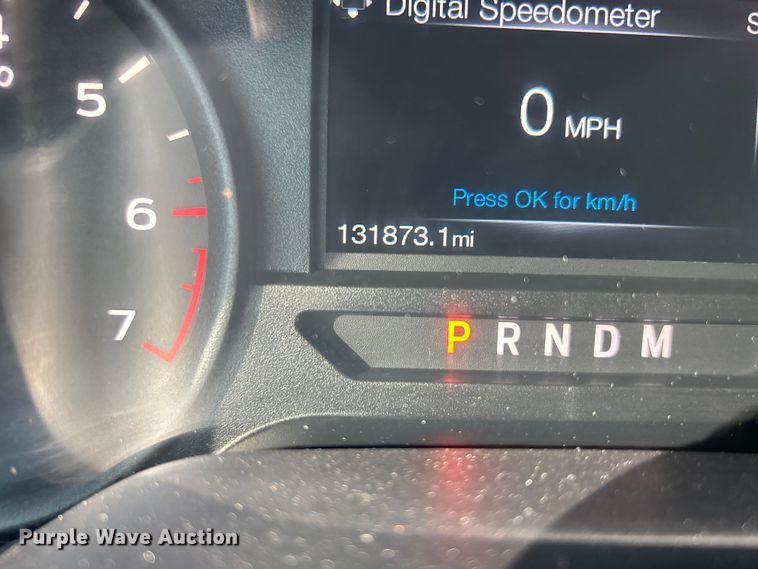 Digital Speedometer
0 MPH
Press OK for km/h
131873.1mi
5
6
7
P R N D M
Purple Wave Auction